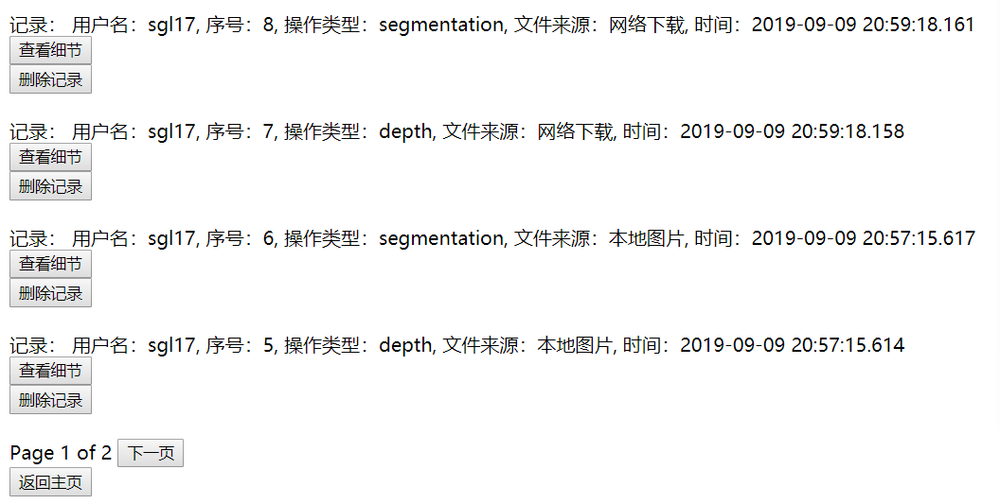 记录： 用户名：sgl17, 序号：8, 操作类型：segmentation, 文件来源：网络下载, 时间：2019-09-09 20:59:18.161
查看细节
删除记录
记录： 用户名：sgl17, 序号：7, 操作类型：depth, 文件来源：网络下载, 时间：2019-09-09 20:59:18.158
查看细节
删除记录
记录： 用户名：sgl17, 序号：6, 操作类型：segmentation, 文件来源：本地图片, 时间：2019-09-09 20:57:15.617
查看细节
删除记录
记录： 用户名：sgl17, 序号：5, 操作类型：depth, 文件来源：本地图片, 时间：2019-09-09 20:57:15.614
查看细节
删除记录
Page 1 of 2 下一页
返回主页